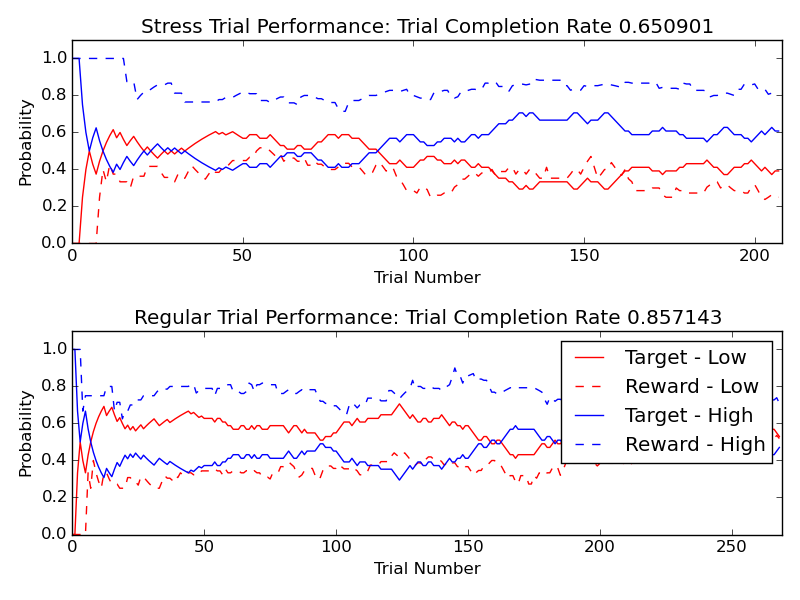 Stress Trial Performance: Trial Completion Rate 0.650901
1.0
0.8
0.6
0.4
0.2
0.0
Probability
0 50 100 150 200
Trial Number
Regular Trial Performance: Trial Completion Rate 0.857143
1.0
0.8
0.6
0.4
0.2
0.0
Probability
Target - Low
Reward - Low
Target - High
Reward - High
0 50 100 150 200 250
Trial Number